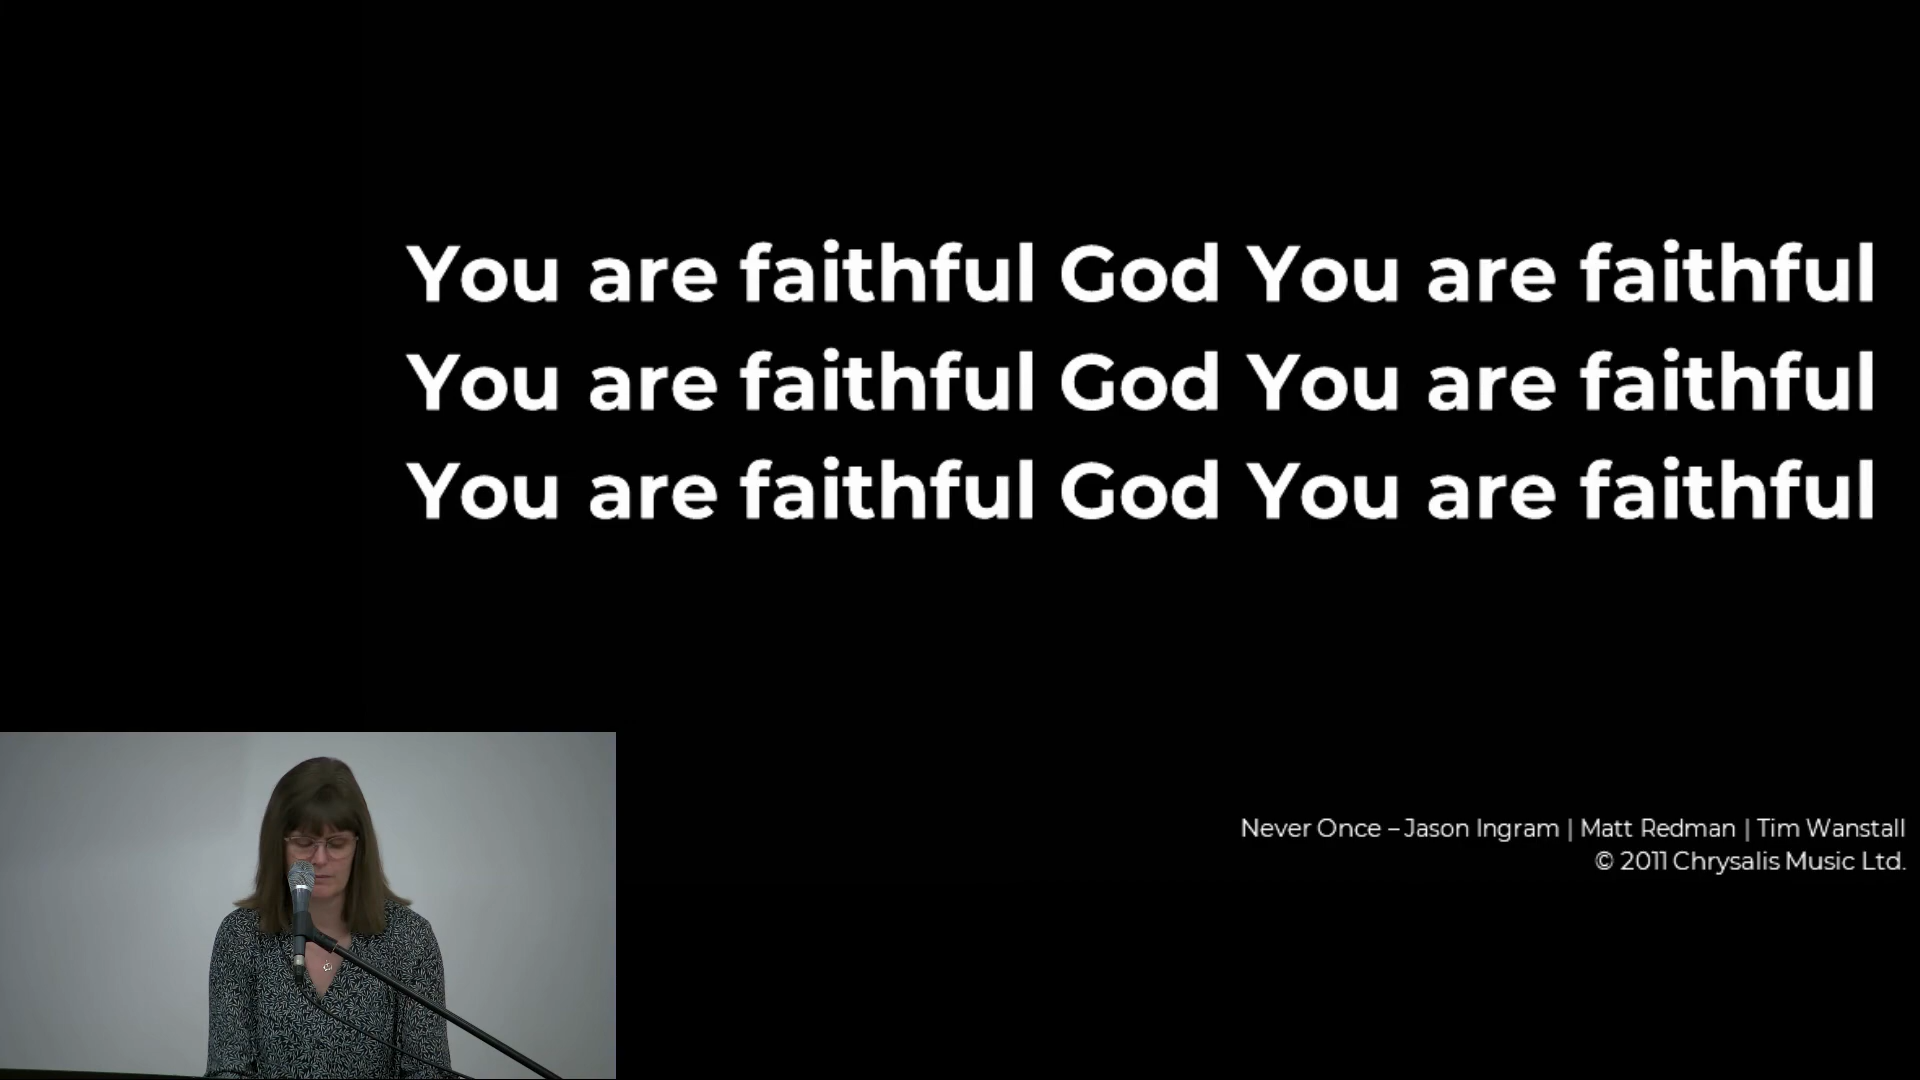 You are faithful God You are faithful
You are faithful God You are faithful
You are faithful God You are faithful
Never Once – Jason Ingram | Matt Redman | Tim Wanstall
© 2011 Chrysalis Music Ltd.